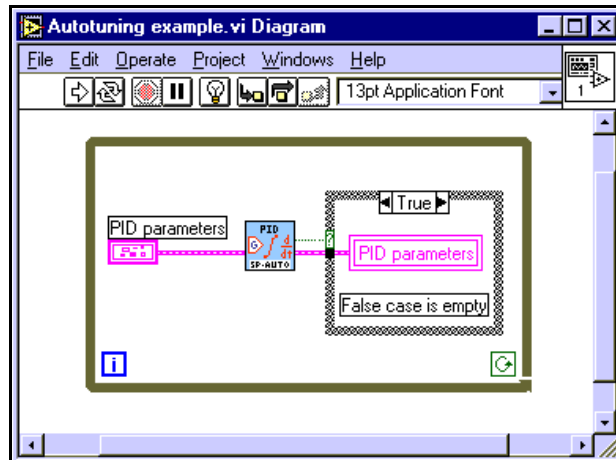 Autotuning example.vi Diagram
File Edit Operate Project Windows Help
13pt Application Font
1
True
PID parameters
PID
G d dt
SP-AUTO
?
PID parameters
False case is empty
i